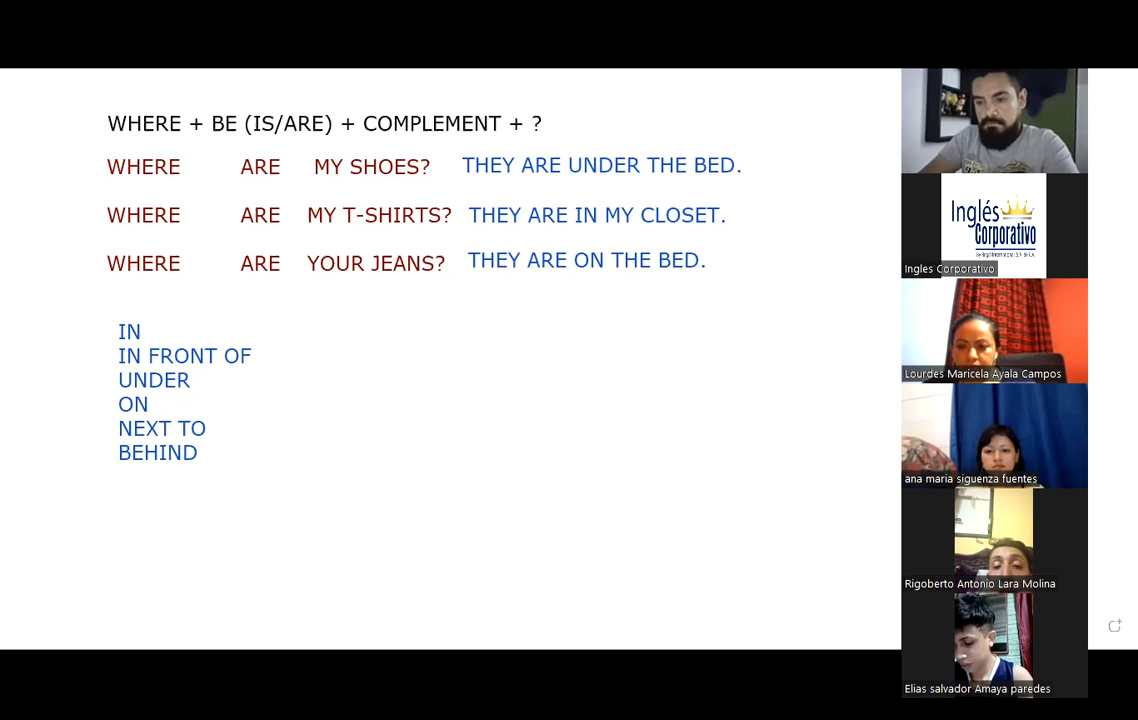 WHERE + BE (IS/ARE) + COMPLEMENT + ?
WHERE ARE MY SHOES? THEY ARE UNDER THE BED.
WHERE ARE MY T-SHIRTS? THEY ARE IN MY CLOSET.
WHERE ARE YOUR JEANS? THEY ARE ON THE BED.
IN
IN FRONT OF
UNDER
ON
NEXT TO
BEHIND
Inglés
Corporativo
Ingles Corporativo
Lourdes Maricela Ayala Campos
ana maria siguenza fuentes
Rigoberto Antonio Lara Molina
Elias salvador Amaya paredes